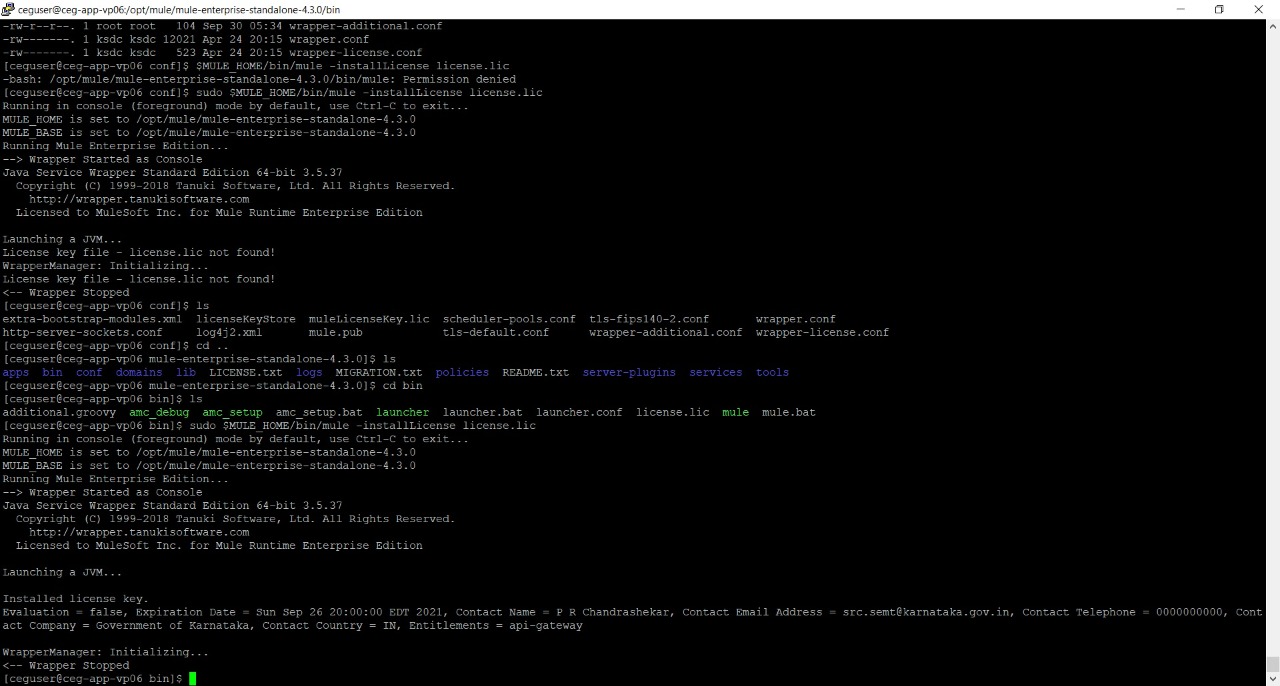 ceguser@ceg-app-vp06:/opt/mule/mule-enterprise-standalone-4.3.0/bin
-rw-r--r--. 1 root root   104 Sep 30 05:34 wrapper-additional.conf
-rw-------. 1 ksdc ksdc 12021 Apr 24 20:15 wrapper.conf
-rw-------. 1 ksdc ksdc   523 Apr 24 20:15 wrapper-license.conf
[ceguser@ceg-app-vp06 conf]$ $MULE_HOME/bin/mule -installLicense license.lic
-bash: /opt/mule/mule-enterprise-standalone-4.3.0/bin/mule: Permission denied
[ceguser@ceg-app-vp06 conf]$ sudo $MULE_HOME/bin/mule -installLicense license.lic
Running in console (foreground) mode by default, use Ctrl-C to exit...
MULE_HOME is set to /opt/mule/mule-enterprise-standalone-4.3.0
MULE_BASE is set to /opt/mule/mule-enterprise-standalone-4.3.0
Running Mule Enterprise Edition...
--> Wrapper Started as Console
Java Service Wrapper Standard Edition 64-bit 3.5.37
  Copyright (C) 1999-2018 Tanuki Software, Ltd. All Rights Reserved.
    http://wrapper.tanukisoftware.com
  Licensed to MuleSoft Inc. for Mule Runtime Enterprise Edition
Launching a JVM...
License key file - license.lic not found!
WrapperManager: Initializing...
License key file - license.lic not found!
<-- Wrapper Stopped
[ceguser@ceg-app-vp06 conf]$ ls
extra-bootstrap-modules.xml  licenseKeyStore  muleLicenseKey.lic  scheduler-pools.conf  tls-fips140-2.conf       wrapper.conf
http-server-sockets.conf     log4j2.xml       mule.pub            tls-default.conf      wrapper-additional.conf  wrapper-license.conf
[ceguser@ceg-app-vp06 conf]$ cd ..
[ceguser@ceg-app-vp06 mule-enterprise-standalone-4.3.0]$ ls
apps  bin  conf  domains  lib  LICENSE.txt  logs  MIGRATION.txt  policies  README.txt  server-plugins  services  tools
[ceguser@ceg-app-vp06 mule-enterprise-standalone-4.3.0]$ cd bin
[ceguser@ceg-app-vp06 bin]$ ls
additional.groovy  amc_debug  amc_setup  amc_setup.bat  launcher  launcher.bat  launcher.conf  license.lic  mule  mule.bat
[ceguser@ceg-app-vp06 bin]$ sudo $MULE_HOME/bin/mule -installLicense license.lic
Running in console (foreground) mode by default, use Ctrl-C to exit...
MULE_HOME is set to /opt/mule/mule-enterprise-standalone-4.3.0
MULE_BASE is set to /opt/mule/mule-enterprise-standalone-4.3.0
Running Mule Enterprise Edition...
--> Wrapper Started as Console
Java Service Wrapper Standard Edition 64-bit 3.5.37
  Copyright (C) 1999-2018 Tanuki Software, Ltd. All Rights Reserved.
    http://wrapper.tanukisoftware.com
  Licensed to MuleSoft Inc. for Mule Runtime Enterprise Edition
Launching a JVM...
Installed license key.
Evaluation = false, Expiration Date = Sun Sep 26 20:00:00 EDT 2021, Contact Name = P R Chandrashekar, Contact Email Address = src.semt@karnataka.gov.in, Contact Telephone = 0000000000, Cont
act Company = Government of Karnataka, Contact Country = IN, Entitlements = api-gateway
WrapperManager: Initializing...
<-- Wrapper Stopped
[ceguser@ceg-app-vp06 bin]$